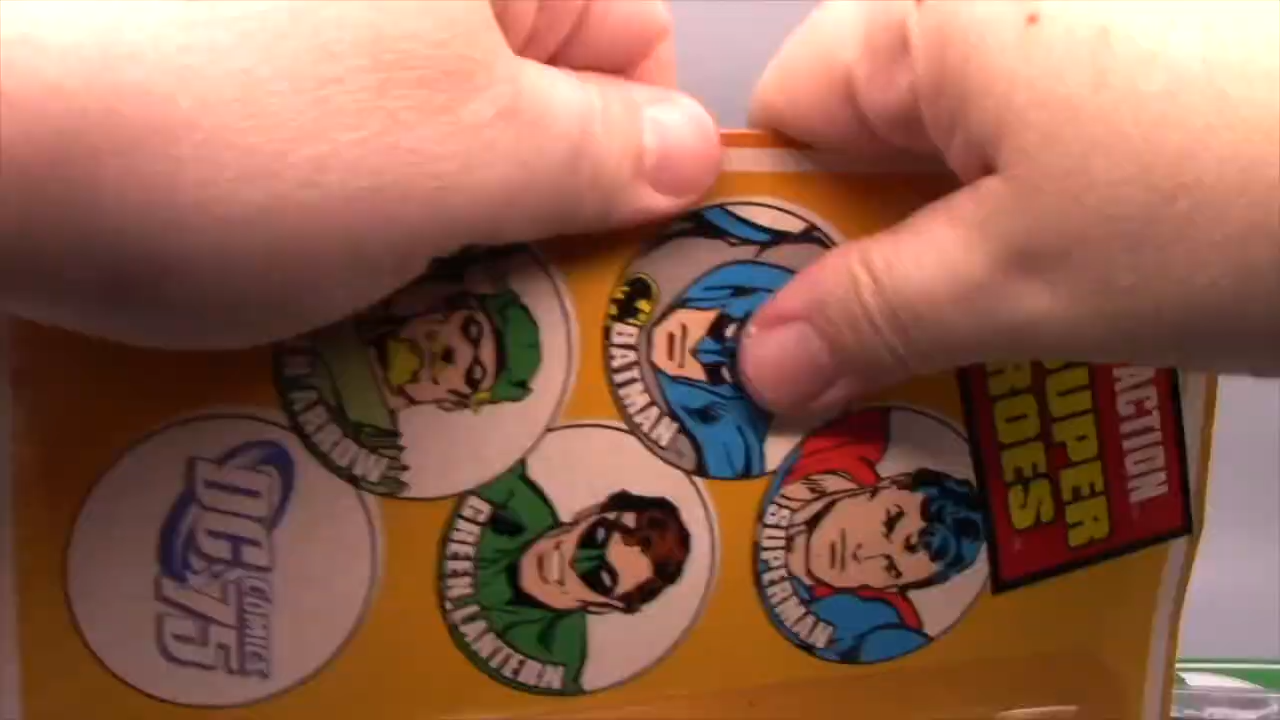 ACTION
SUPER
ROES
SUPERMAN
BATMAN
GREEN LANTERN
ARROW
DC
COMICS
75